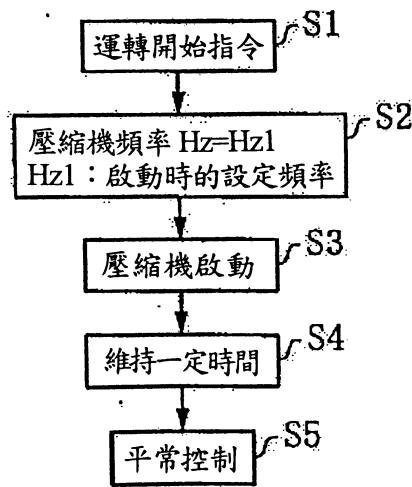 S1
運轉開始指令
S2
壓縮機頻率 Hz=Hz1
Hz1：啟動時的設定頻率
S3
壓縮機啟動
S4
維持一定時間
S5
平常控制